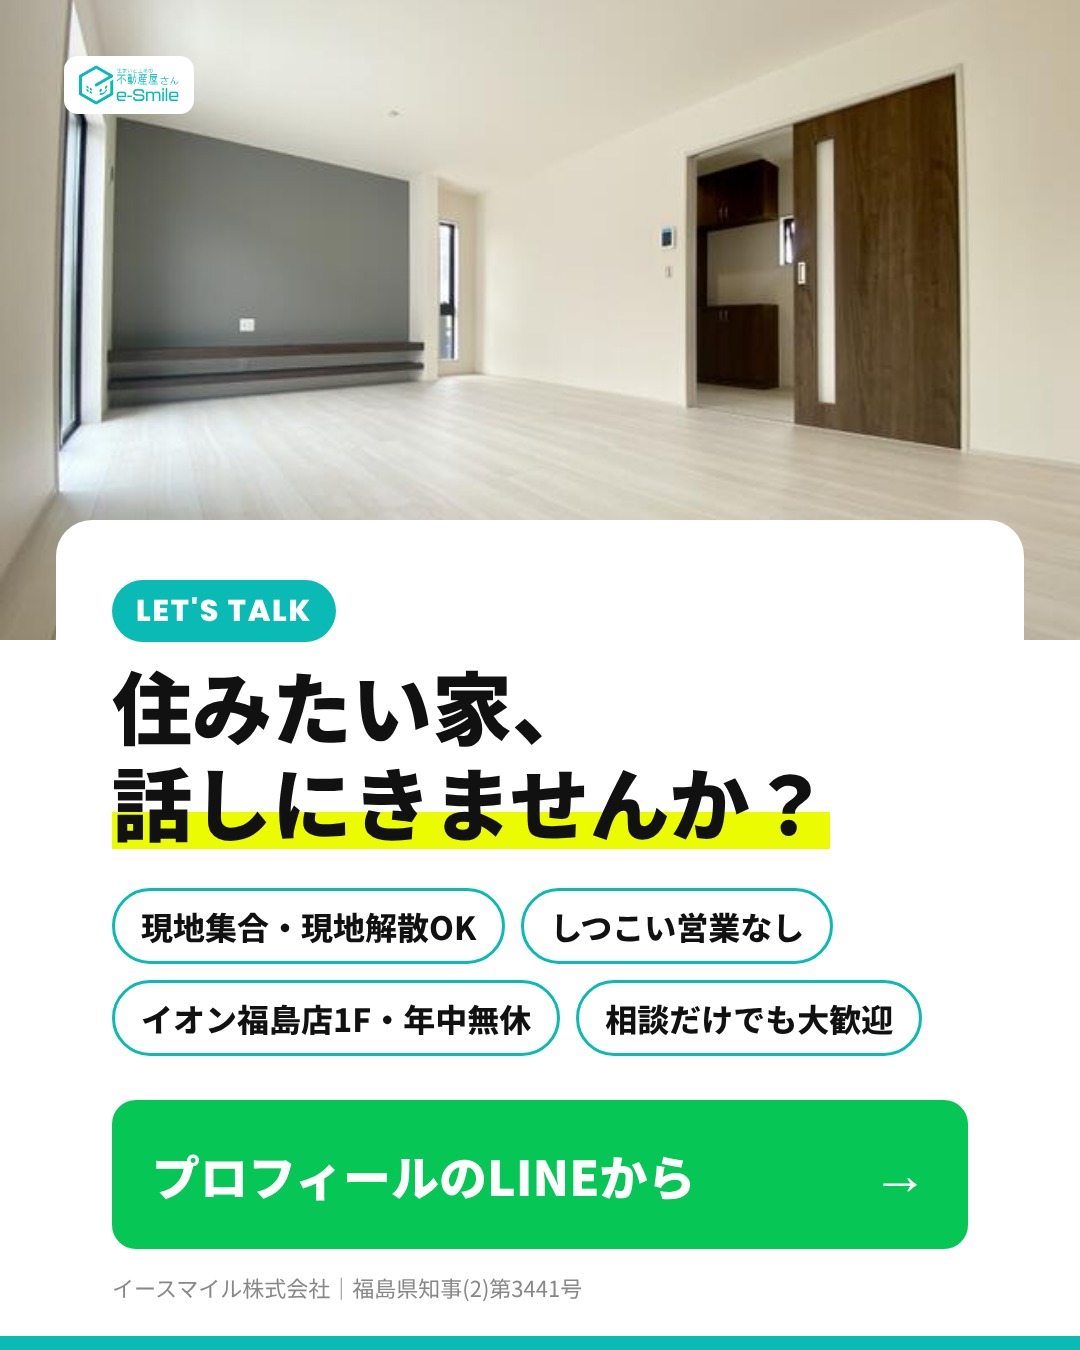 不動産屋さん
e-Smile
LET'S TALK
住みたい家、
話しにきませんか？
現地集合・現地解散OK
しつこい営業なし
イオン福島店1F・年中無休
相談だけでも大歓迎
プロフィールのLINEから →
イースマイル株式会社｜福島県知事(2)第3441号